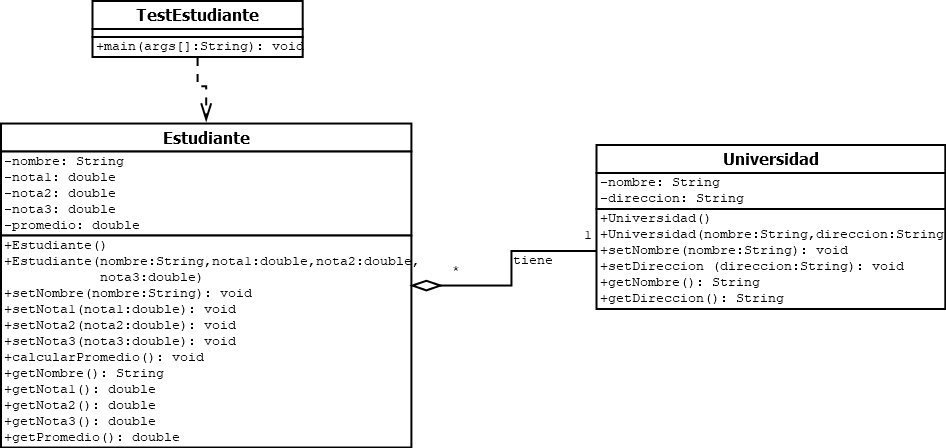 TestEstudiante
+main(args[]:String): void
Estudiante
-nombre: String
-nota1: double
-nota2: double
-nota3: double
-promedio: double
+Estudiante()
+Estudiante(nombre:String,nota1:double,nota2:double,
nota3:double)
+setNombre(nombre:String): void
+setNota1(nota1:double): void
+setNota2(nota2:double): void
+setNota3(nota3:double): void
+calcularPromedio(): void
+getNombre(): String
+getNota1(): double
+getNota2(): double
+getNota3(): double
+getPromedio(): double
*
tiene
1
Universidad
-nombre: String
-direccion: String
+Universidad()
+Universidad(nombre:String,direccion:String
+setNombre(nombre:String): void
+setDireccion (direccion:String): void
+getNombre(): String
+getDireccion(): String